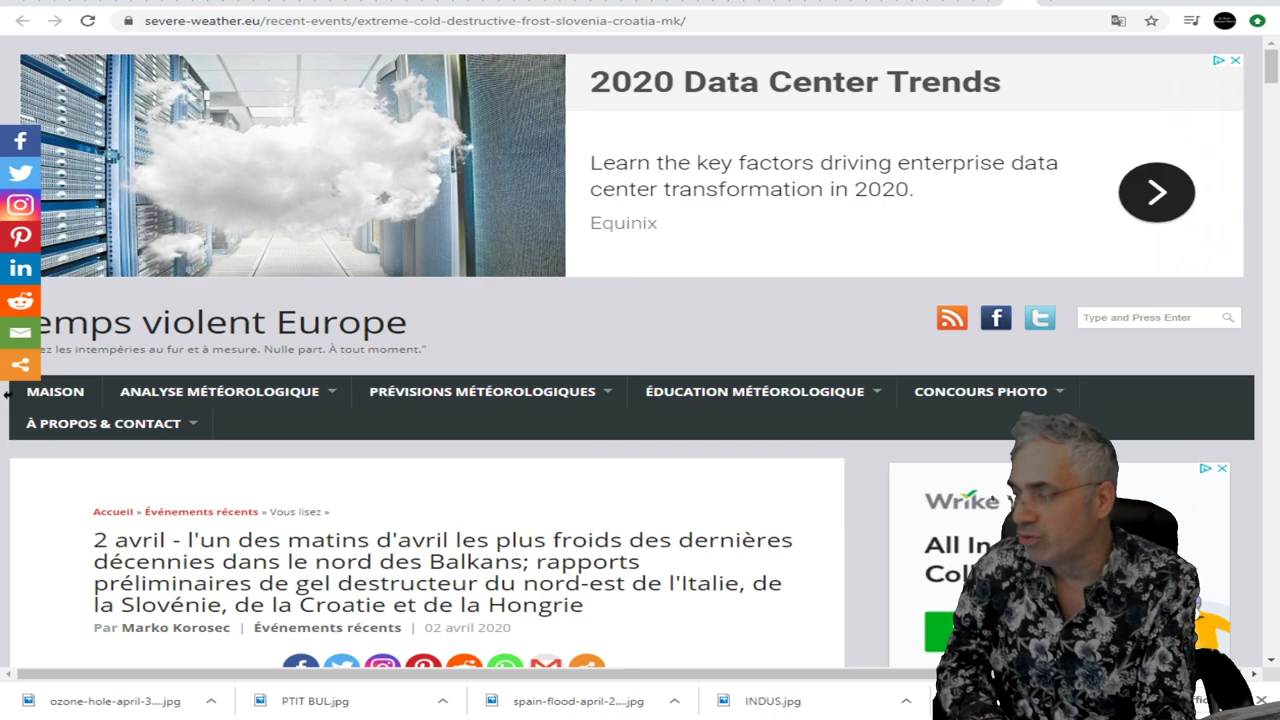 severe-weather.eu/recent-events/extreme-cold-destructive-frost-slovenia-croatia-mk/
2020 Data Center Trends
Learn the key factors driving enterprise data
center transformation in 2020.
Equinix
emps violent Europe
ez les intempéries au fur et à mesure. Nulle part. À tout moment."
Type and Press Enter
MAISON ANALYSE MÉTÉOROLOGIQUE PRÉVISIONS MÉTÉOROLOGIQUES ÉDUCATION MÉTÉOROLOGIQUE CONCOURS PHOTO
À PROPOS & CONTACT
Accueil » Événements récents » Vous lisez »
2 avril - l'un des matins d'avril les plus froids des dernières
décennies dans le nord des Balkans; rapports
préliminaires de gel destructeur du nord-est de l'Italie, de
la Slovénie, de la Croatie et de la Hongrie
Par Marko Korosec | Événements récents | 02 avril 2020
Wrike
All In
Col
ozone-hole-april-3....jpg
PTIT BUL.jpg
spain-flood-april-2....jpg
INDUS.jpg